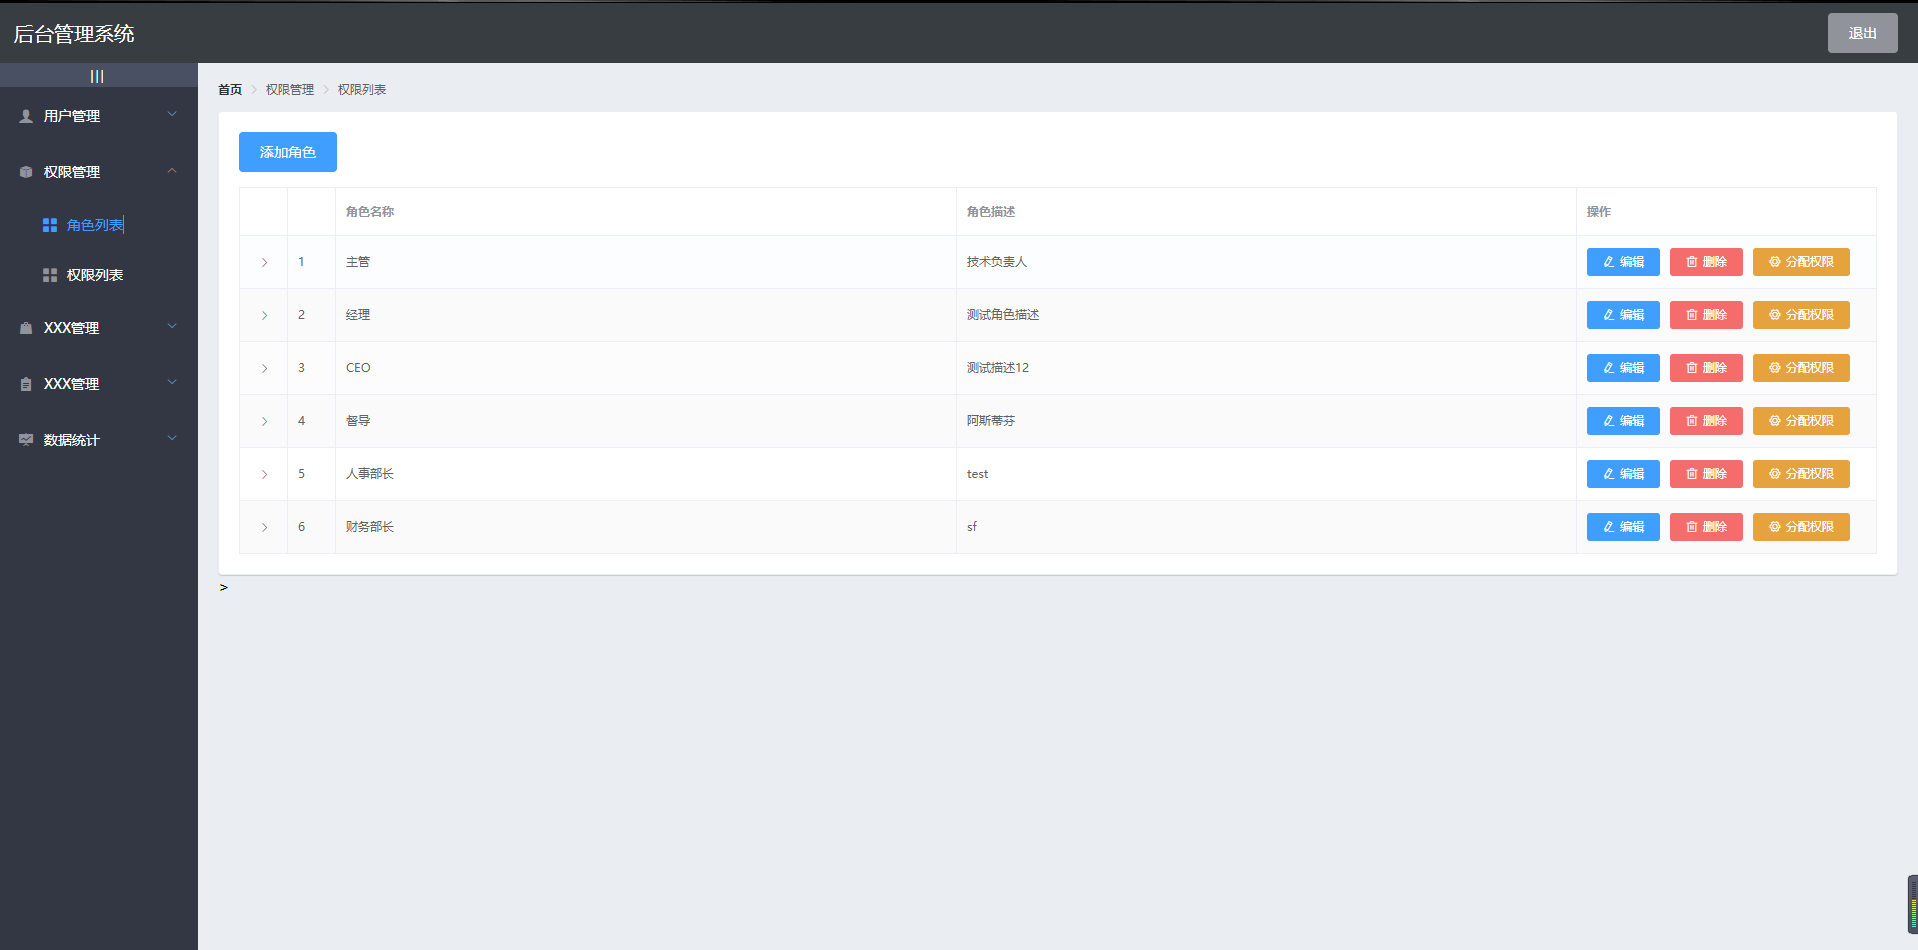 后台管理系统
退出
|||
用户管理
权限管理
角色列表
权限列表
XXX管理
XXX管理
数据统计
首页 > 权限管理 > 权限列表
添加角色
角色名称 角色描述 操作
1 主管 技术负责人 编辑 删除 分配权限
2 经理 测试角色描述 编辑 删除 分配权限
3 CEO 测试描述12 编辑 删除 分配权限
4 督导 阿斯蒂芬 编辑 删除 分配权限
5 人事部长 test 编辑 删除 分配权限
6 财务部长 sf 编辑 删除 分配权限
>